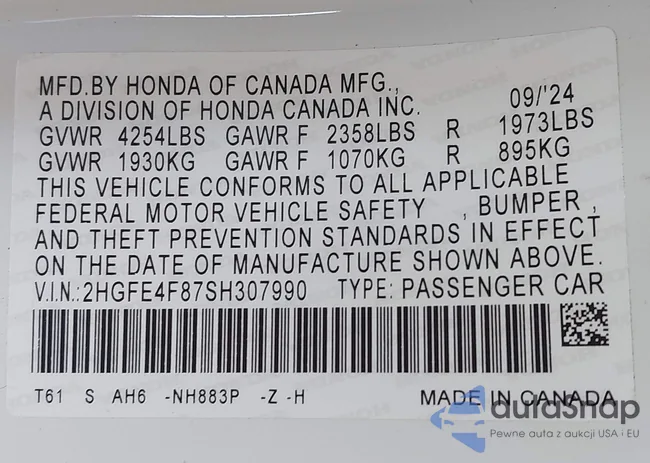 MFD.BY HONDA OF CANADA MFG.,
A DIVISION OF HONDA CANADA INC. 09/'24
GVWR 4254LBS GAWR F 2358LBS R 1973LBS
GVWR 1930KG GAWR F 1070KG R 895KG
THIS VEHICLE CONFORMS TO ALL APPLICABLE
FEDERAL MOTOR VEHICLE SAFETY , BUMPER ,
AND THEFT PREVENTION STANDARDS IN EFFECT
ON THE DATE OF MANUFACTURE SHOWN ABOVE.
V.I.N.:2HGFE4F87SH307990 TYPE: PASSENGER CAR
T61 S AH6 -NH883P -Z -H MADE IN CANADA
aurasnap
Pewne auta z aukcji USA i EU